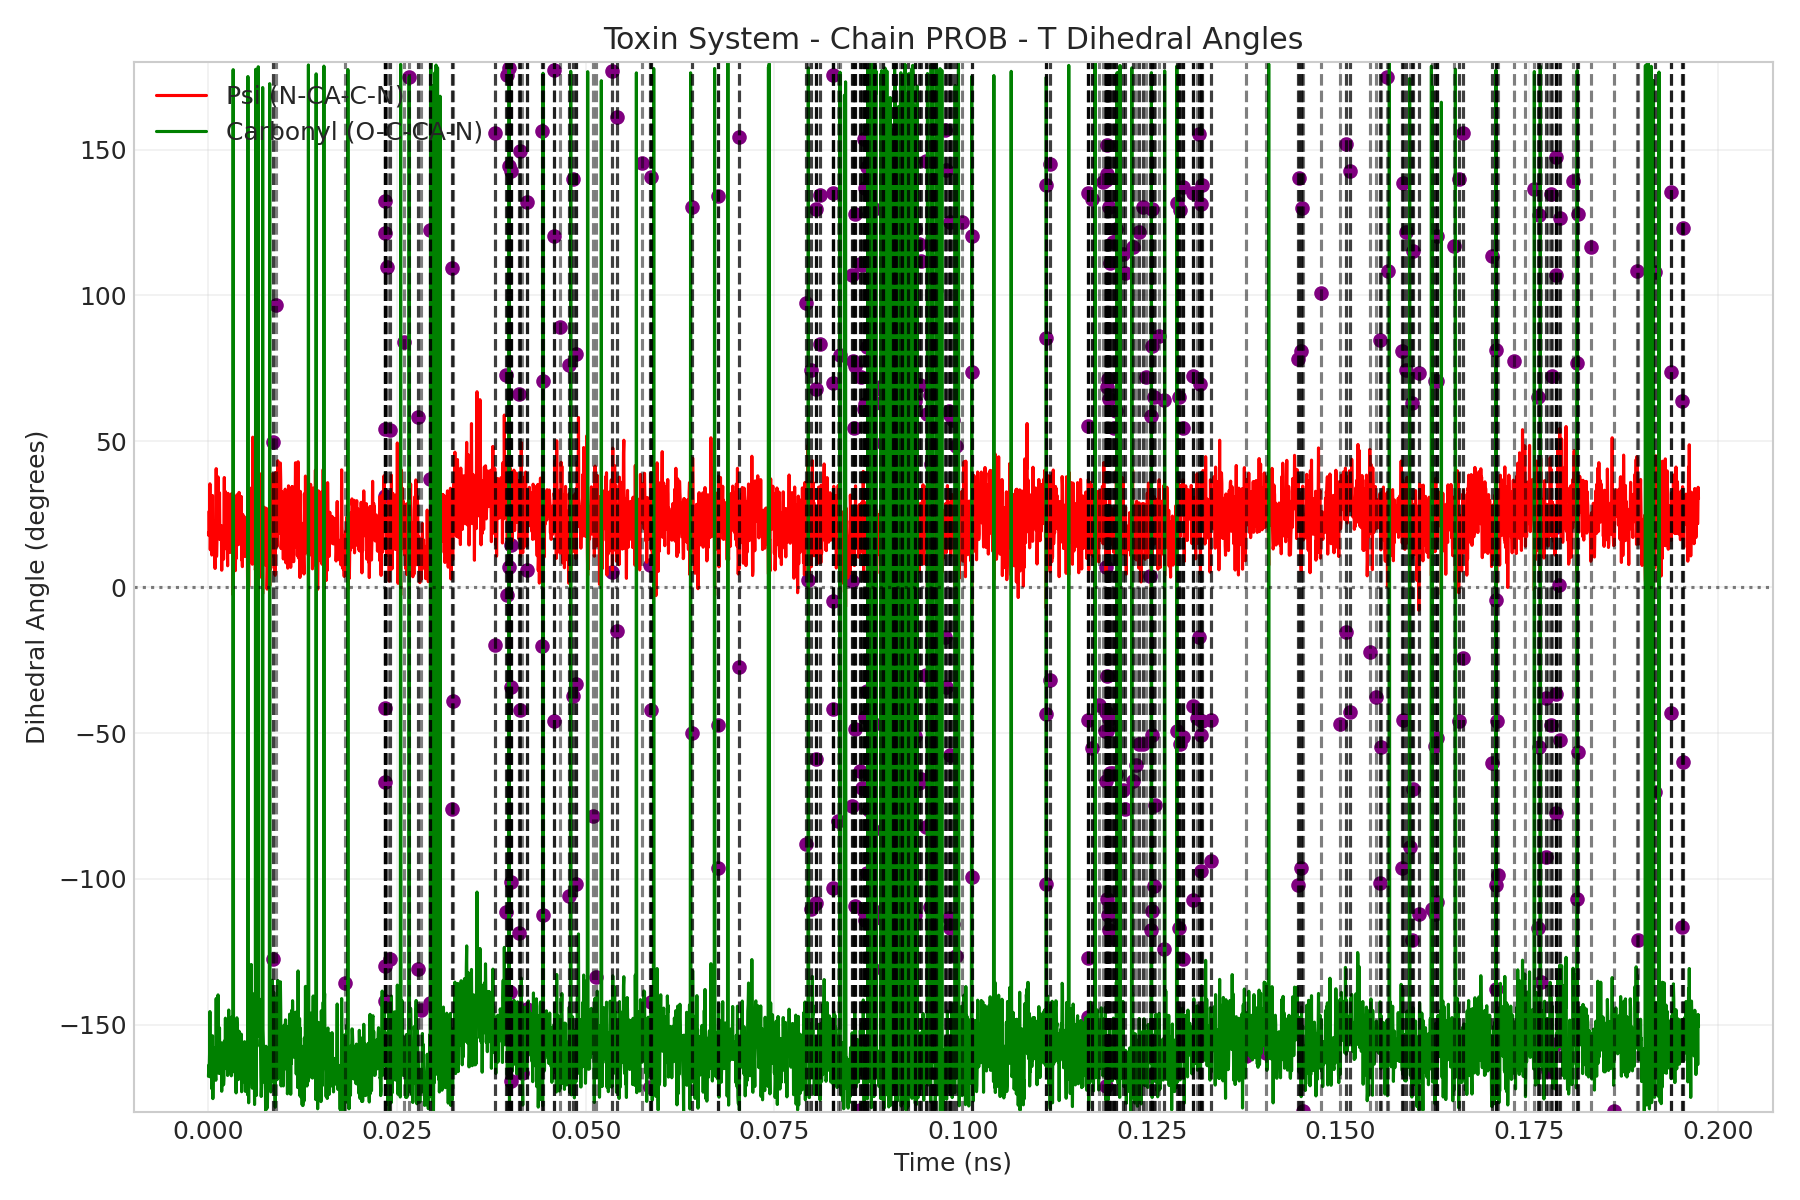 Toxin System - Chain PROB - T Dihedral Angles
Psi (N-CA-C-N)
Carbonyl (O-C-CA-N)
Dihedral Angle (degrees)
150
100
50
0
−50
−100
−150
0.000 0.025 0.050 0.075 0.100 0.125 0.150 0.175 0.200
Time (ns)